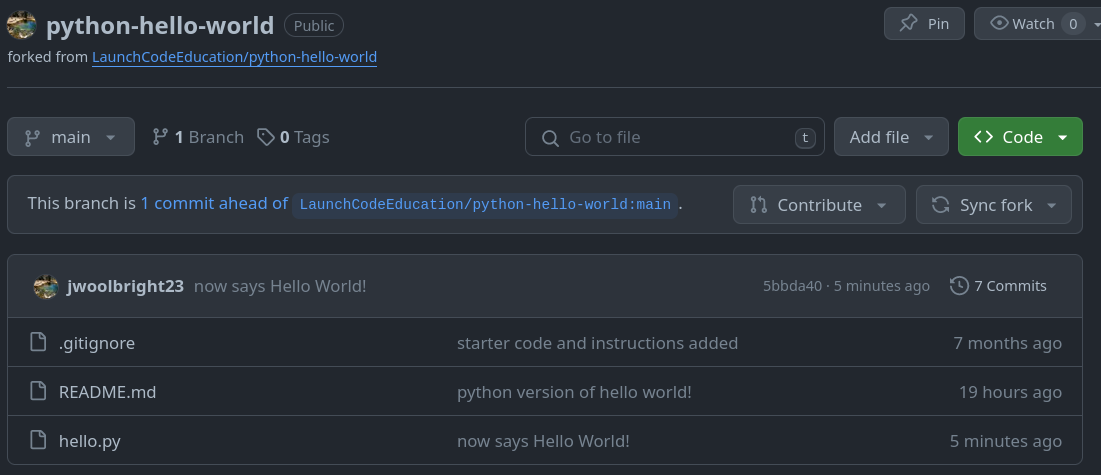 python-hello-world Public Pin Watch 0
forked from LaunchCodeEducation/python-hello-world
main 1 Branch 0 Tags Go to file t Add file Code
This branch is 1 commit ahead of LaunchCodeEducation/python-hello-world:main. Contribute Sync fork
jwoolbright23 now says Hello World! 5bbda40 · 5 minutes ago 7 Commits
.gitignore starter code and instructions added 7 months ago
README.md python version of hello world! 19 hours ago
hello.py now says Hello World! 5 minutes ago